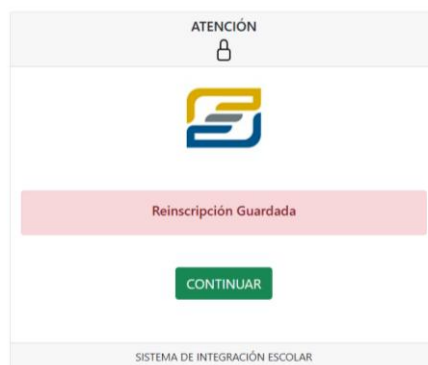 ATENCIÓN
Reinscripción Guardada
CONTINUAR
SISTEMA DE INTEGRACIÓN ESCOLAR